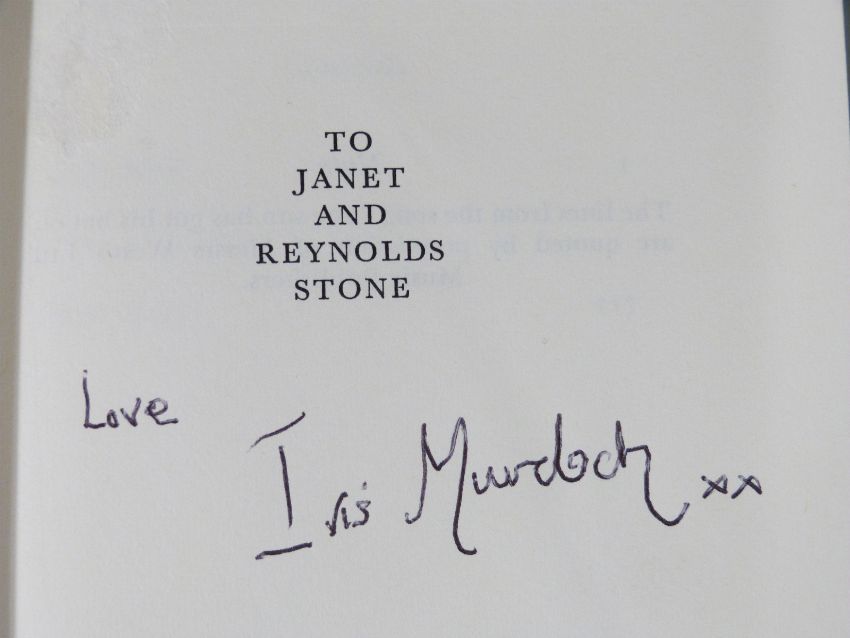 TO
JANET
AND
REYNOLDS
STONE
Love
Iris Murdoch xx